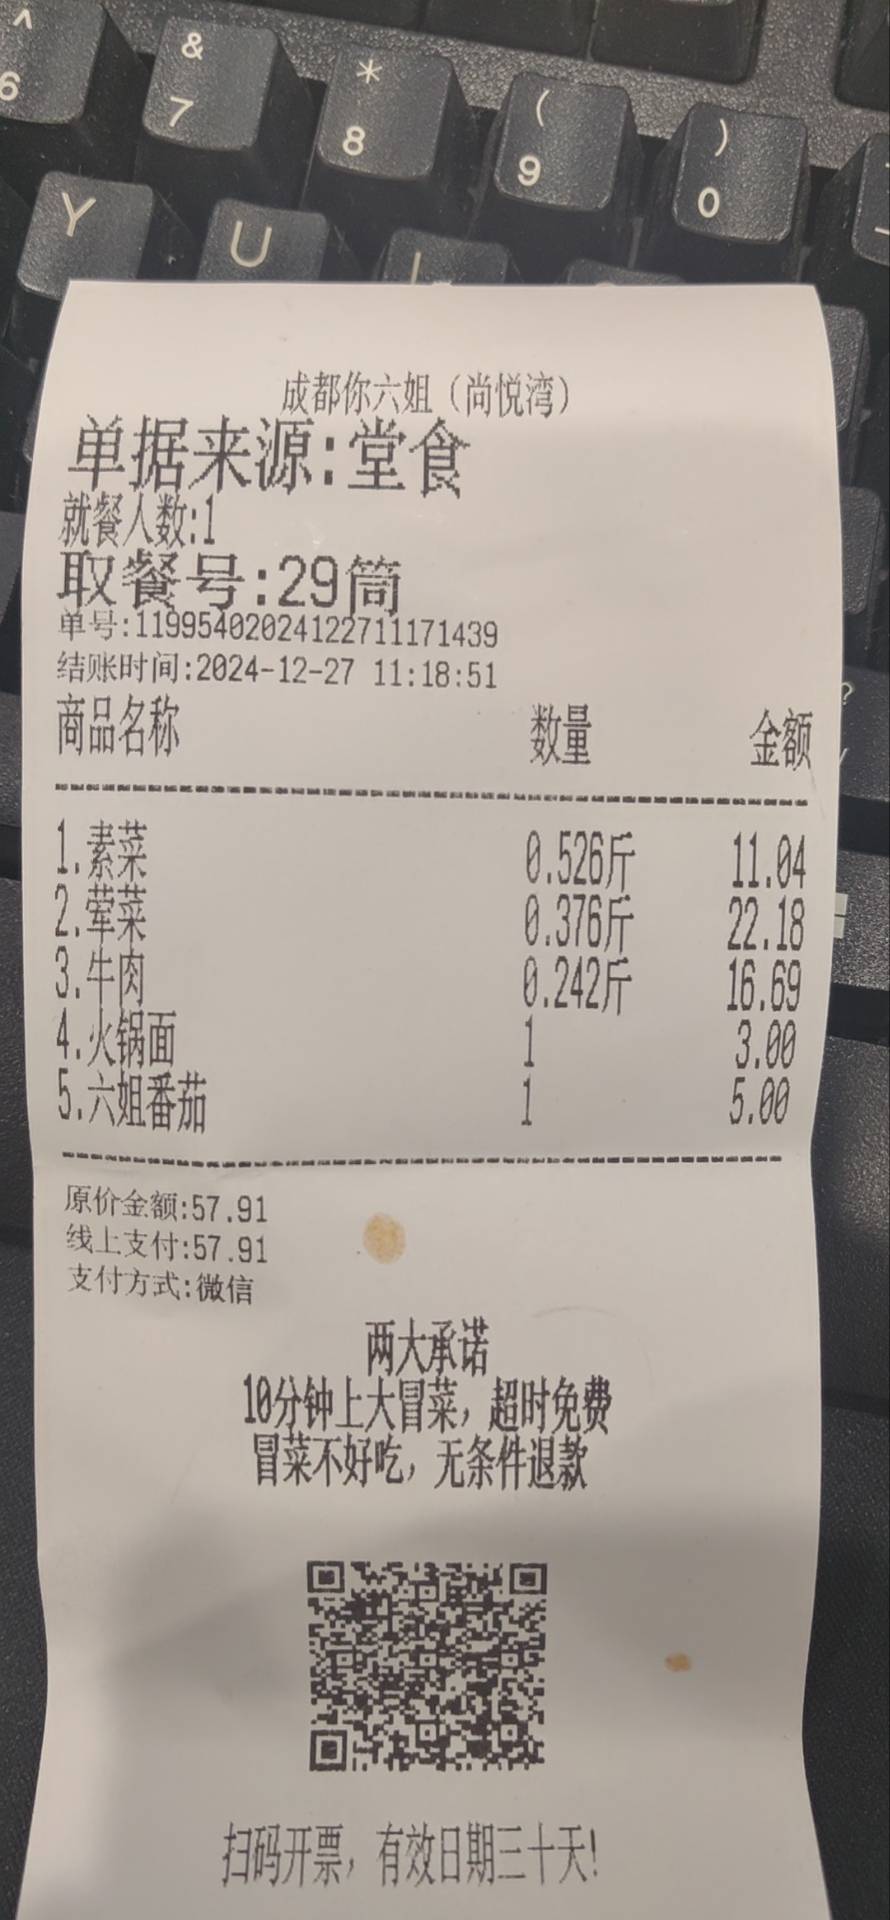 ^
6
&
7
*
8
(
9
)
0
Y
U
成都你六姐（尚悦湾）
单据来源:堂食
就餐人数:1
取餐号:29筒
单号:11995402024122711171439
结账时间:2024-12-27 11:18:51
商品名称 数量 金额
1.素菜 0.526斤 11.04
2.荤菜 0.376斤 22.18
3.牛肉 0.242斤 16.69
4.火锅面 1 3.00
5.六姐番茄 1 5.00
原价金额:57.91
线上支付:57.91
支付方式:微信
两大承诺
10分钟上大冒菜，超时免费
冒菜不好吃，无条件退款
扫码开票，有效日期三十天!